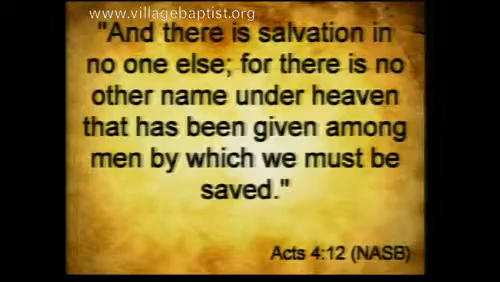 www.villagebaptist.org
"And there is salvation in
no one else; for there is no
other name under heaven
that has been given among
men by which we must be
saved."
Acts 4:12 (NASB)